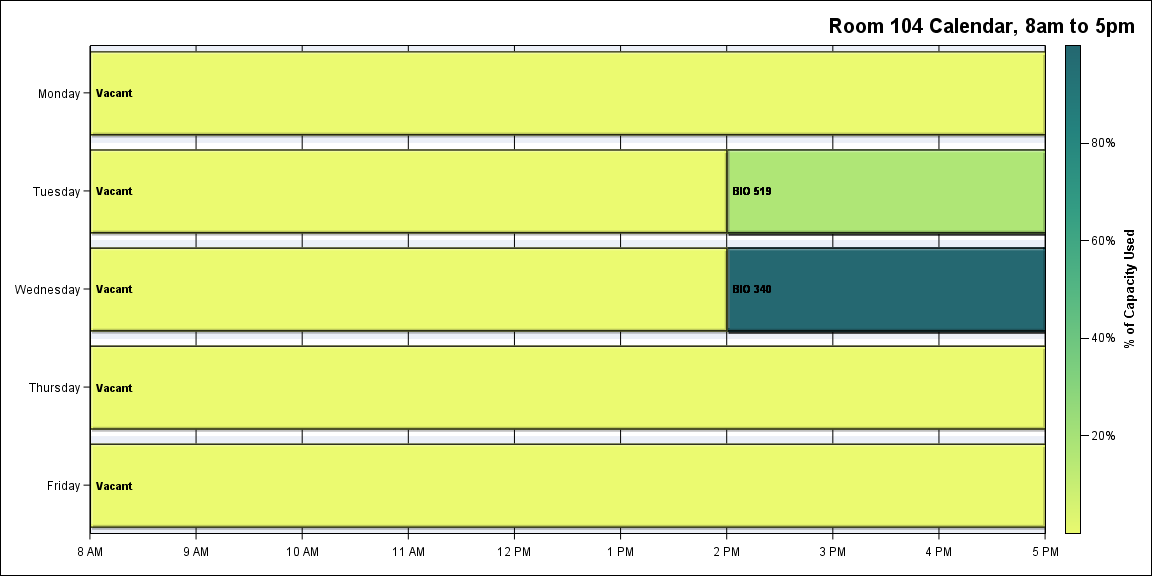 Room 104 Calendar, 8am to 5pm
Monday
Vacant
Tuesday
Vacant
BIO 519
Wednesday
Vacant
BIO 340
Thursday
Vacant
Friday
Vacant
8 AM 9 AM 10 AM 11 AM 12 PM 1 PM 2 PM 3 PM 4 PM 5 PM
80%
60%
40%
20%
% of Capacity Used